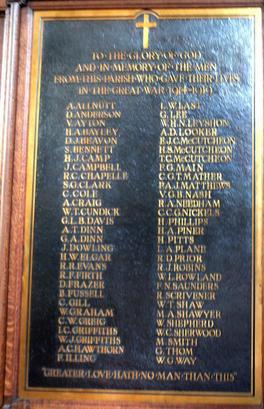 TO·THE·GLORY·OF·GOD
AND·IN·MEMORY·OF·THE·MEN
FROM·THIS·PARISH·WHO·GAVE·THEIR·LIVES
IN·THE·GREAT·WAR·1914-1919
A.ALLNUTT
D.ANDERSON
V.AYTON
H.A.BAYLEY
D.J.BEAVON
S.BENNETT
H.J.CAMP
J.CAMPBELL
R.C.CHAPELLE
S.G.CLARK
C.COLE
A.CRAIG
W.T.CUNDICK
G.L.B.DAVIS
A.T.DINN
G.A.DINN
J.DOWLING
H.W.ELGAR
R.R.EVANS
R.F.FIRTH
D.FRAZER
B.FUSSELL
C.GILL
W.GRAHAM
C.W.GREIG
I.C.GRIFFITHS
W.J.GRIFFITHS
A.C.HAWTHORN
F.ILLING
L.W.LAST
G.LEE
W.H.N.LEYSHON
A.D.LOOKER
E.J.C.McCUTCHEON
H.S.McCUTCHEON
T.C.McCUTCHEON
F.G.MAIN
C.G.T.MATHER
P.A.J.MATTHEWS
V.G.B.NASH
R.A.NEEDHAM
C.C.G.NICKELS
H.PHILLIPS
H.A.PINER
H.PITTS
L.A.PLANE
R.D.PRIOR
R.J.ROBINS
W.L.ROWLAND
F.N.SAUNDERS
R.SCRIVENER
W.T.SHAW
M.A.SHAWYER
W.SHEPHERD
W.C.SHERWOOD
M.SMITH
G.THOM
W.G.WAY
"GREATER·LOVE·HATH·NO·MAN·THAN·THIS"